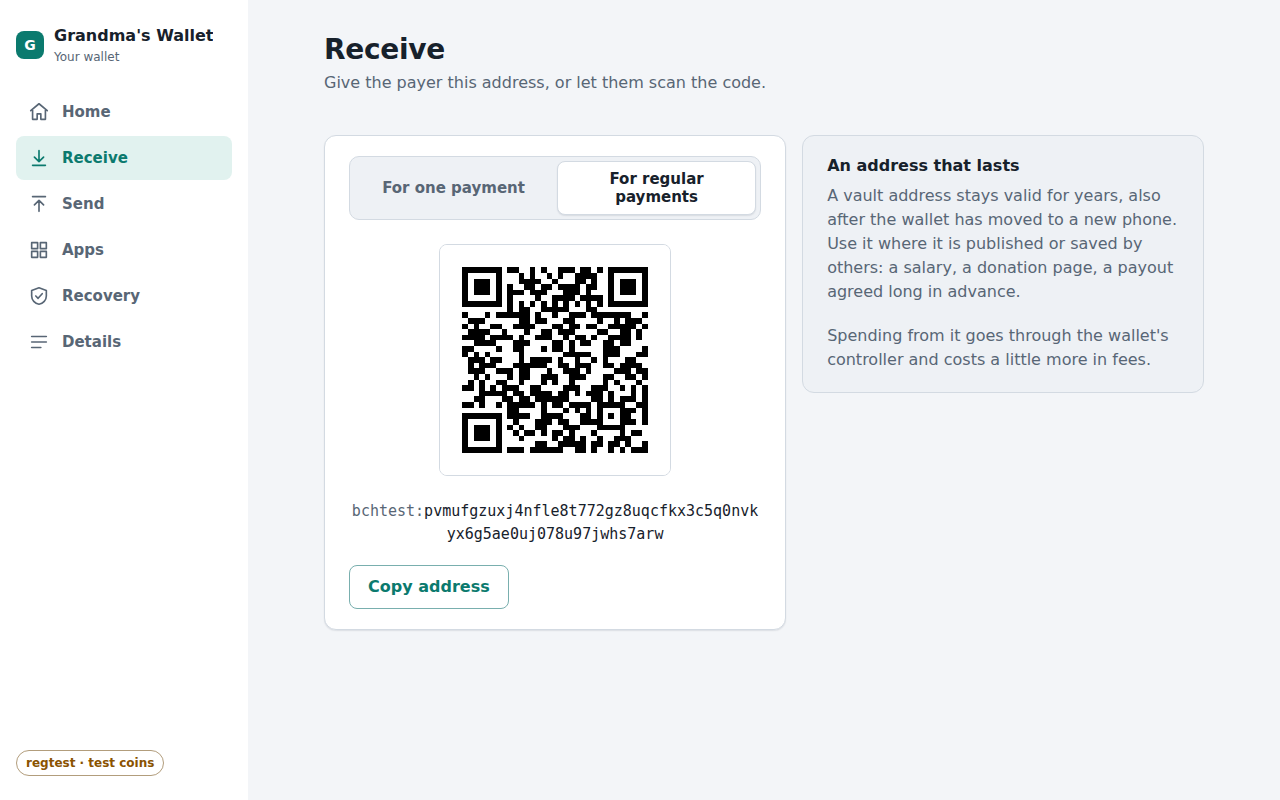 G
Grandma's Wallet
Your wallet
Home
Receive
Send
Apps
Recovery
Details
regtest · test coins
Receive
Give the payer this address, or let them scan the code.
For one payment
For regular
payments
bchtest:pvmufgzuxj4nfle8t772gz8uqcfkx3c5q0nvk
yx6g5ae0uj078u97jwhs7arw
Copy address
An address that lasts
A vault address stays valid for years, also
after the wallet has moved to a new phone.
Use it where it is published or saved by
others: a salary, a donation page, a payout
agreed long in advance.
Spending from it goes through the wallet's
controller and costs a little more in fees.